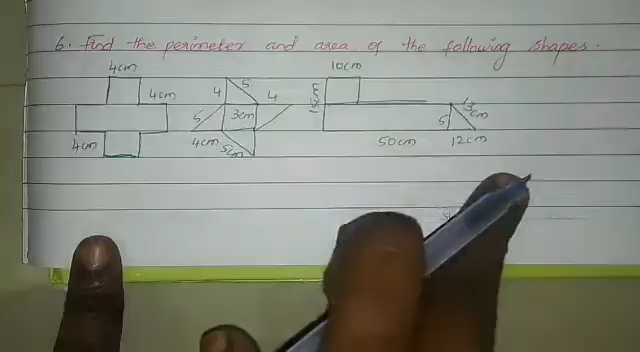 6. Find the perimeter and area of the following shapes.
4cm 4 5 4 10cm
4cm 13cm
5 3cm 5
4cm 4cm 5cm 50cm 12cm